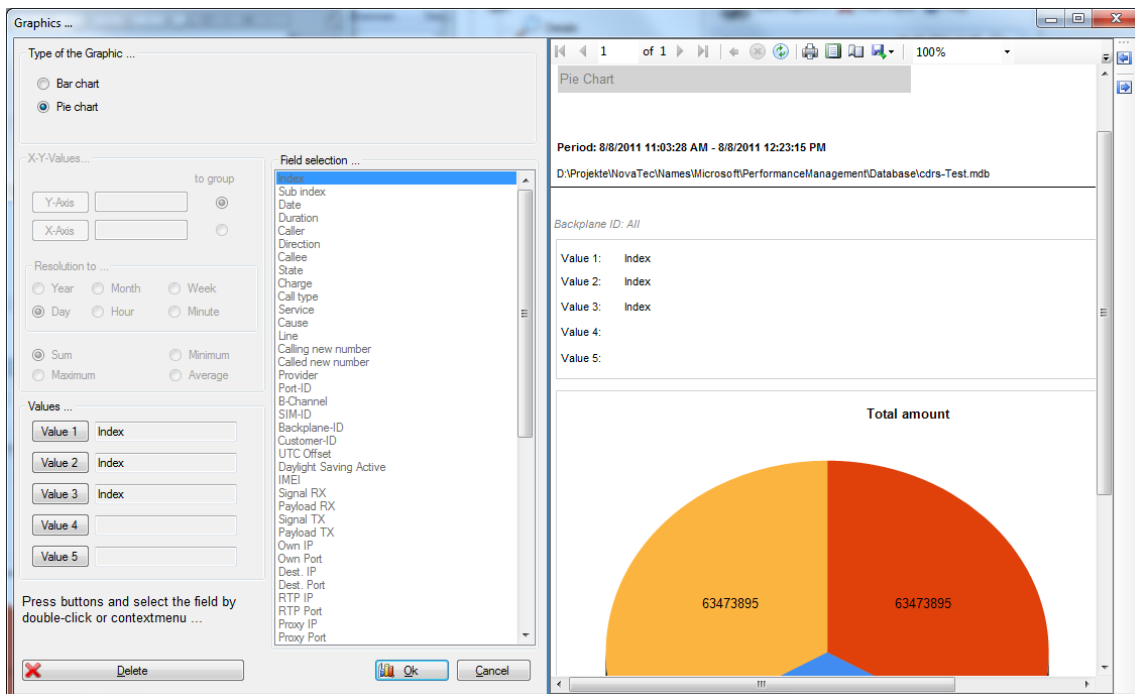 Graphics ...
Type of the Graphic ...
Bar chart
Pie chart
X-Y-Values...
to group
Y-Axis
X-Axis
Resolution to ...
Year Month Week
Day Hour Minute
Sum Minimum
Maximum Average
Values ...
Value 1 Index
Value 2 Index
Value 3 Index
Value 4
Value 5
Press buttons and select the field by
double-click or contextmenu ...
Delete
Field selection ...
Index
Sub index
Date
Duration
Caller
Direction
Callee
State
Charge
Call type
Service
Cause
Line
Calling new number
Called new number
Provider
Port-ID
B-Channel
SIM-ID
Backplane-ID
Customer-ID
UTC Offset
Daylight Saving Active
IMEI
Signal RX
Payload RX
Signal TX
Payload TX
Own IP
Own Port
Dest. IP
Dest. Port
RTP IP
RTP Port
Proxy IP
Proxy Port
Ok Cancel
1 of 1 100%
Pie Chart
Period: 8/8/2011 11:03:28 AM - 8/8/2011 12:23:15 PM
D:\Projekte\NovaTec\Names\Microsoft\PerformanceManagement\Database\cdrs-Test.mdb
Backplane ID: All
Value 1: Index
Value 2: Index
Value 3: Index
Value 4:
Value 5:
Total amount
63473895 63473895